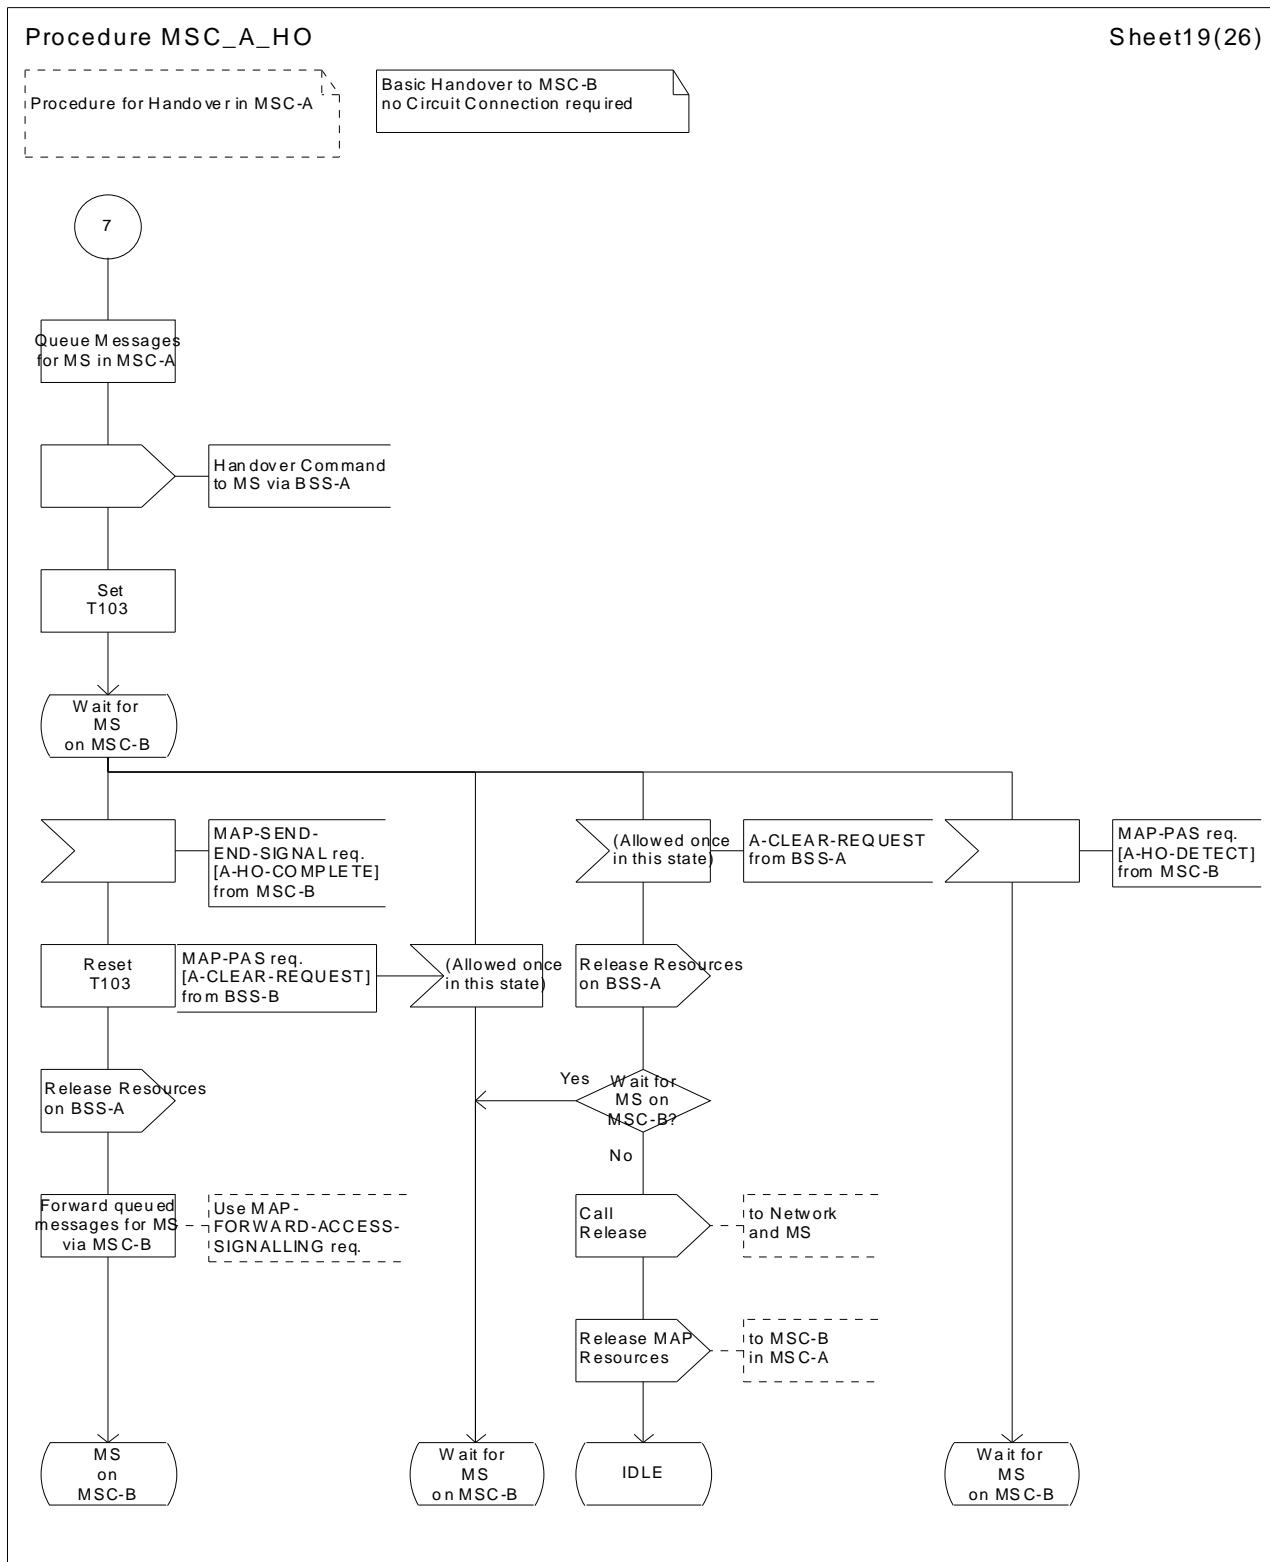 Procedure MSC_A_HO
Sheet19(26)
Procedure for Handover in MSC-A
Basic Handover to MSC-B
no Circuit Connection required
7
Queue Messages
for MS in MSC-A
Handover Command
to MS via BSS-A
Set
T103
Wait for
MS
on MSC-B
MAP-SEND-
END-SIGNAL req.
[A-HO-COMPLETE]
from MSC-B
(Allowed once
in this state)
A-CLEAR-REQUEST
from BSS-A
MAP-PAS req.
[A-HO-DETECT]
from MSC-B
Reset
T103
MAP-PAS req.
[A-CLEAR-REQUEST]
from BSS-B
(Allowed once
in this state)
Release Resources
on BSS-A
Release Resources
on BSS-A
Yes
Wait for
MS on
MSC-B?
No
Forward queued
messages for MS
via MSC-B
Use MAP-
FORWARD-ACCESS-
SIGNALLING req.
Call
Release
to Network
and MS
Release MAP
Resources
to MSC-B
in MSC-A
MS
on
MSC-B
Wait for
MS
on MSC-B
IDLE
Wait for
MS
on MSC-B